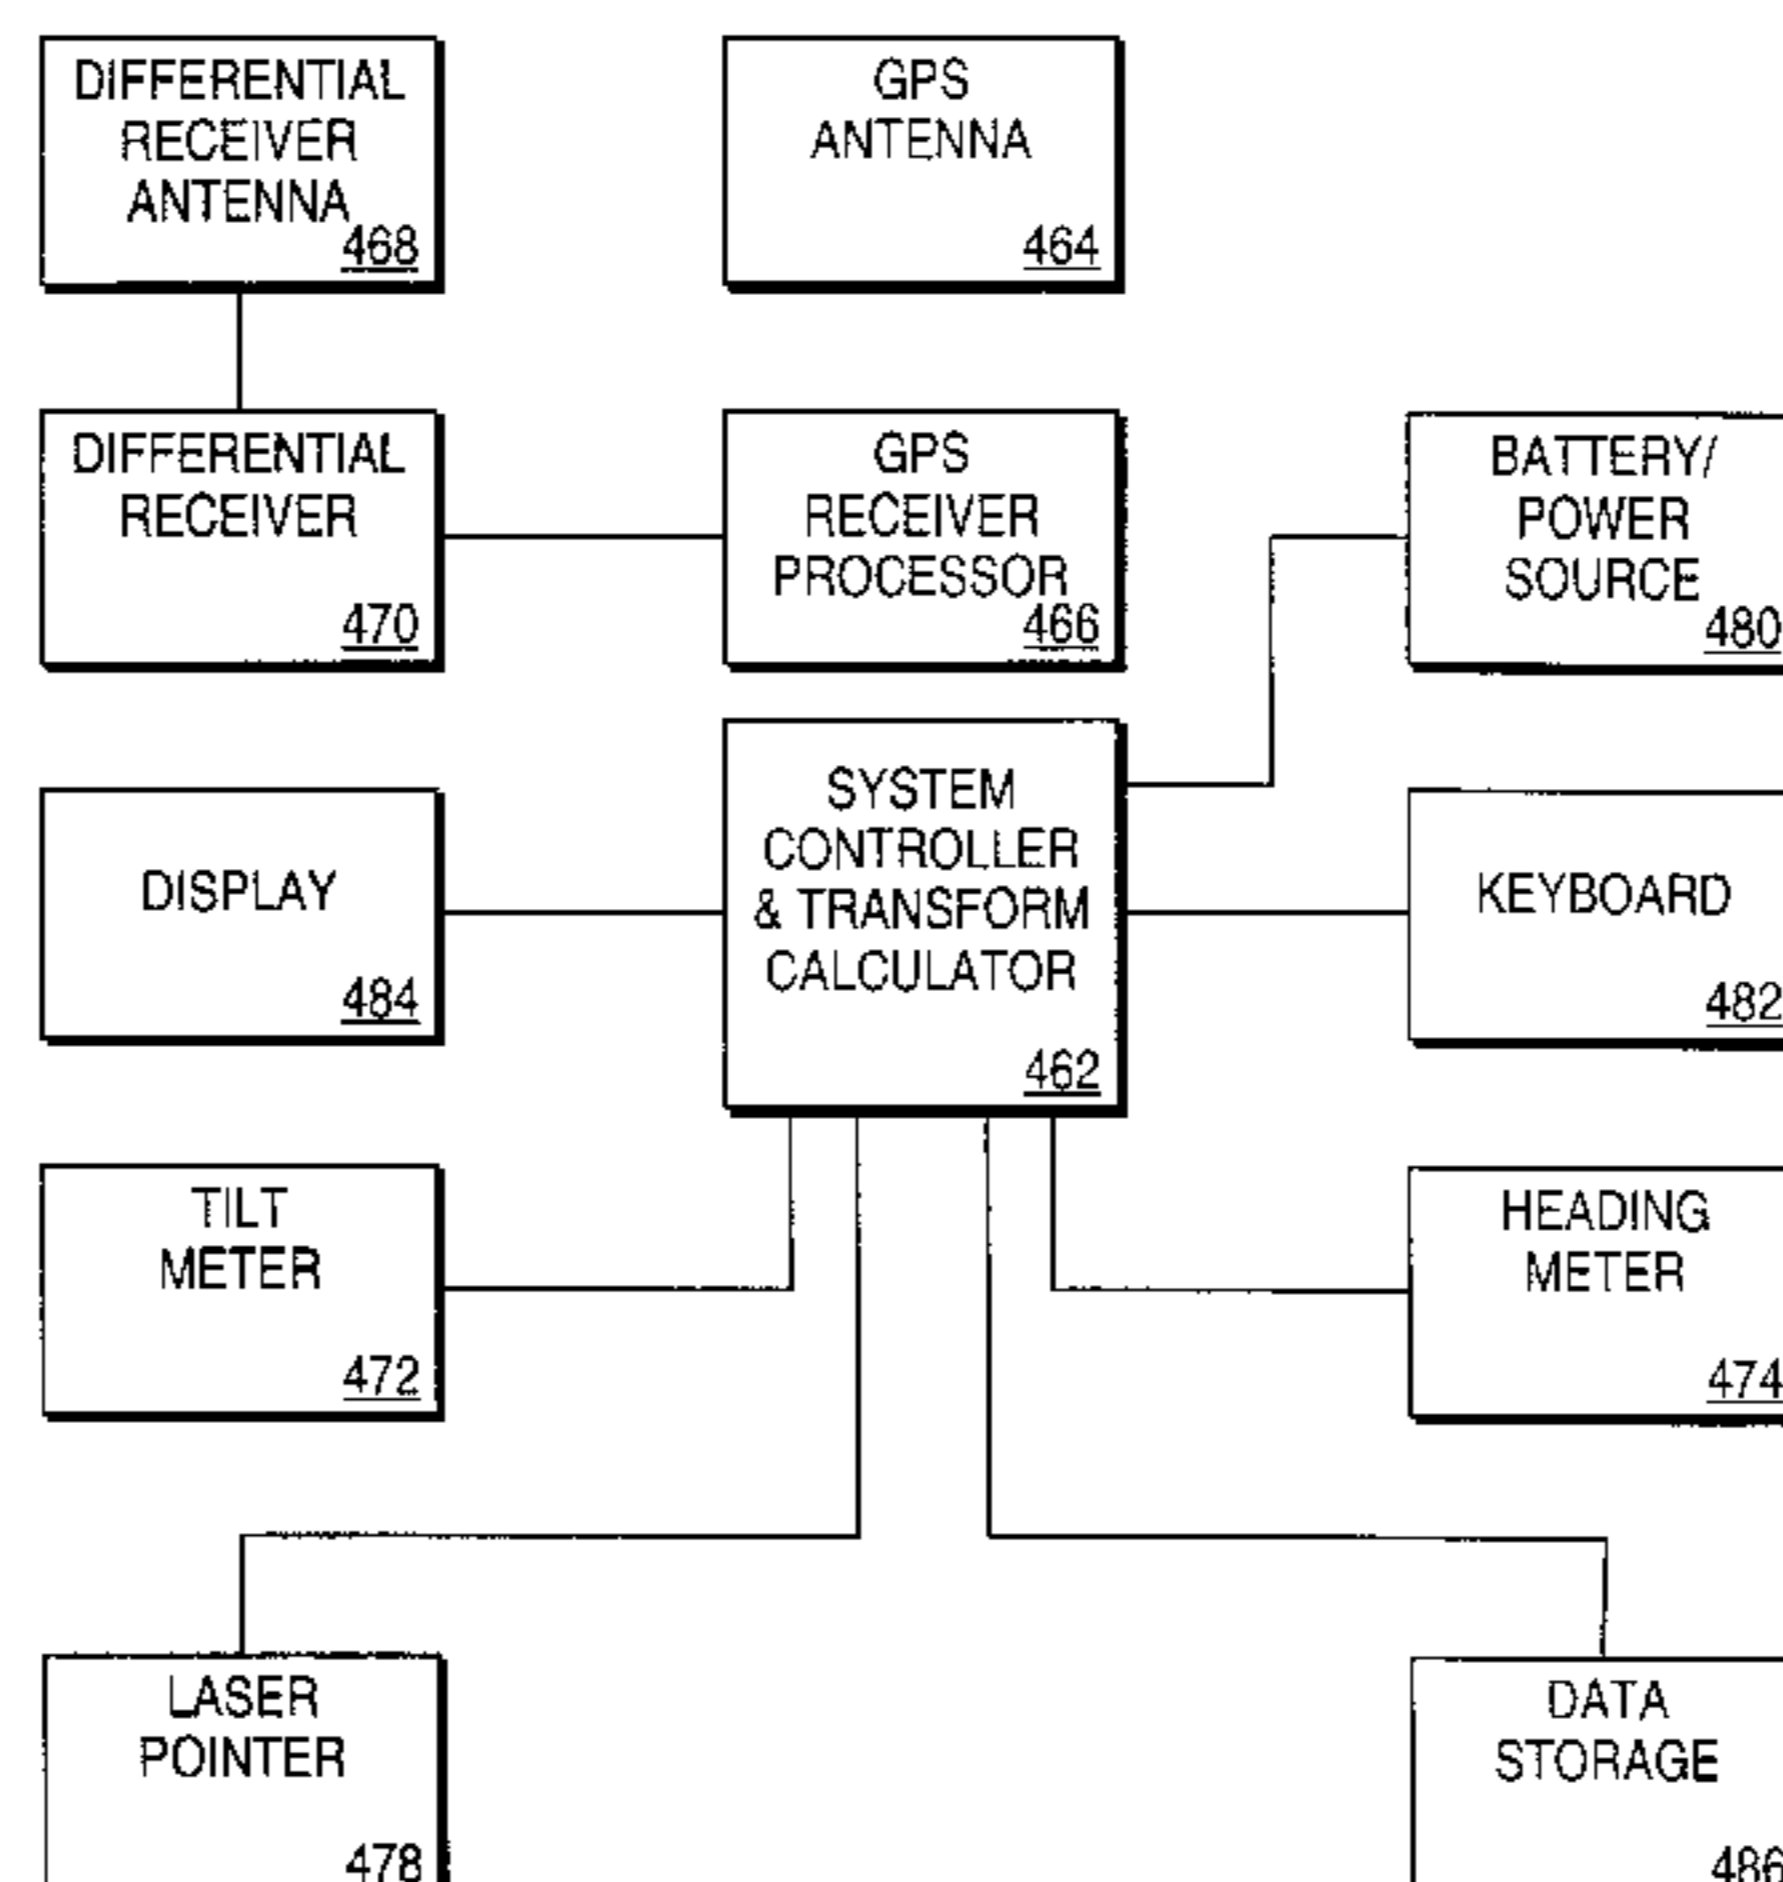 DIFFERENTIAL
RECEIVER
ANTENNA
468
GPS
ANTENNA
464
DIFFERENTIAL
RECEIVER
470
GPS
RECEIVER
PROCESSOR
466
BATTERY/
POWER
SOURCE
480
DISPLAY
484
SYSTEM
CONTROLLER
& TRANSFORM
CALCULATOR
462
KEYBOARD
482
TILT
METER
472
HEADING
METER
474
LASER
POINTER
478
DATA
STORAGE
486